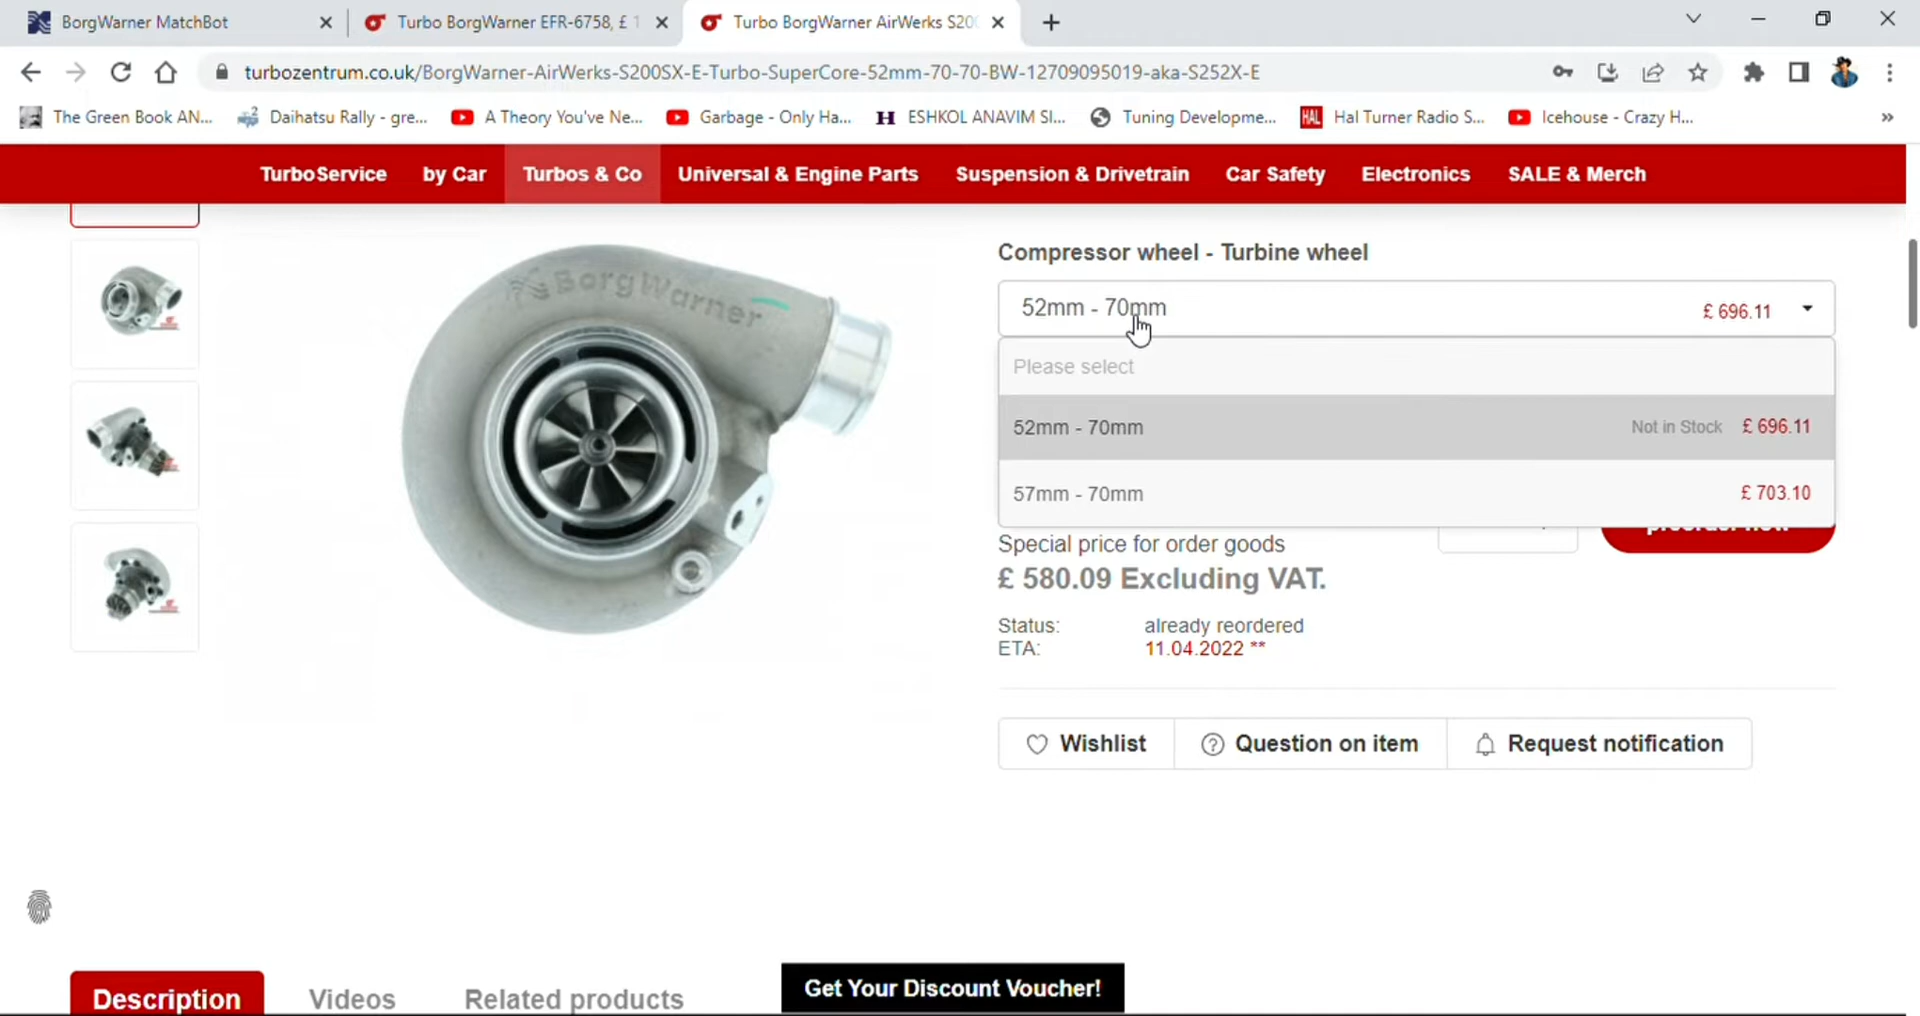 BorgWarner MatchBot
Turbo BorgWarner EFR-6758, £ 1
Turbo BorgWarner AirWerks S20
turbozentrum.co.uk/BorgWarner-AirWerks-S200SX-E-Turbo-SuperCore-52mm-70-70-BW-12709095019-aka-S252X-E
The Green Book AN...
Daihatsu Rally - gre...
A Theory You've Ne...
Garbage - Only Ha...
ESHKOL ANAVIM SI...
Tuning Developme...
HAL
Hal Turner Radio S...
Icehouse - Crazy H...
»
TurboService
by Car
Turbos & Co
Universal & Engine Parts
Suspension & Drivetrain
Car Safety
Electronics
SALE & Merch
BorgWarner
Compressor wheel - Turbine wheel
52mm - 70mm £ 696.11
Please select
52mm - 70mm Not in Stock £ 696.11
57mm - 70mm £ 703.10
Special price for order goods
£ 580.09 Excluding VAT.
Status: already reordered
ETA: 11.04.2022 **
Wishlist
Question on item
Request notification
Description
Videos
Related products
Get Your Discount Voucher!